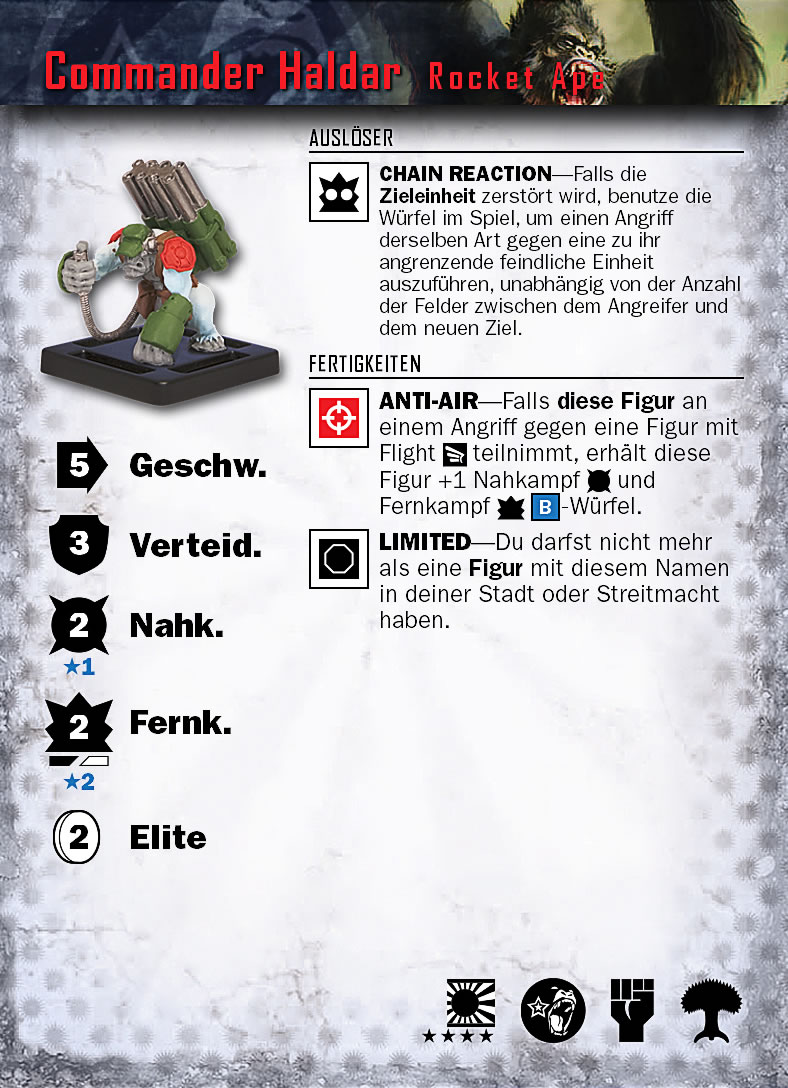 Commander Haldar Rocket Ape
AUSLÖSER
CHAIN REACTION—Falls die
Zieleinheit zerstört wird, benutze die
Würfel im Spiel, um einen Angriff
derselben Art gegen eine zu ihr
angrenzende feindliche Einheit
auszuführen, unabhängig von der Anzahl
der Felder zwischen dem Angreifer und
dem neuen Ziel.
FERTIGKEITEN
ANTI-AIR—Falls diese Figur an
einem Angriff gegen eine Figur mit
Flight teilnimmt, erhält diese
Figur +1 Nahkampf und
Fernkampf B-Würfel.
LIMITED—Du darfst nicht mehr
als eine Figur mit diesem Namen
in deiner Stadt oder Streitmacht
haben.
5 Geschw.
3 Verteid.
2 Nahk.
★1
2 Fernk.
★2
2 Elite
★★★★